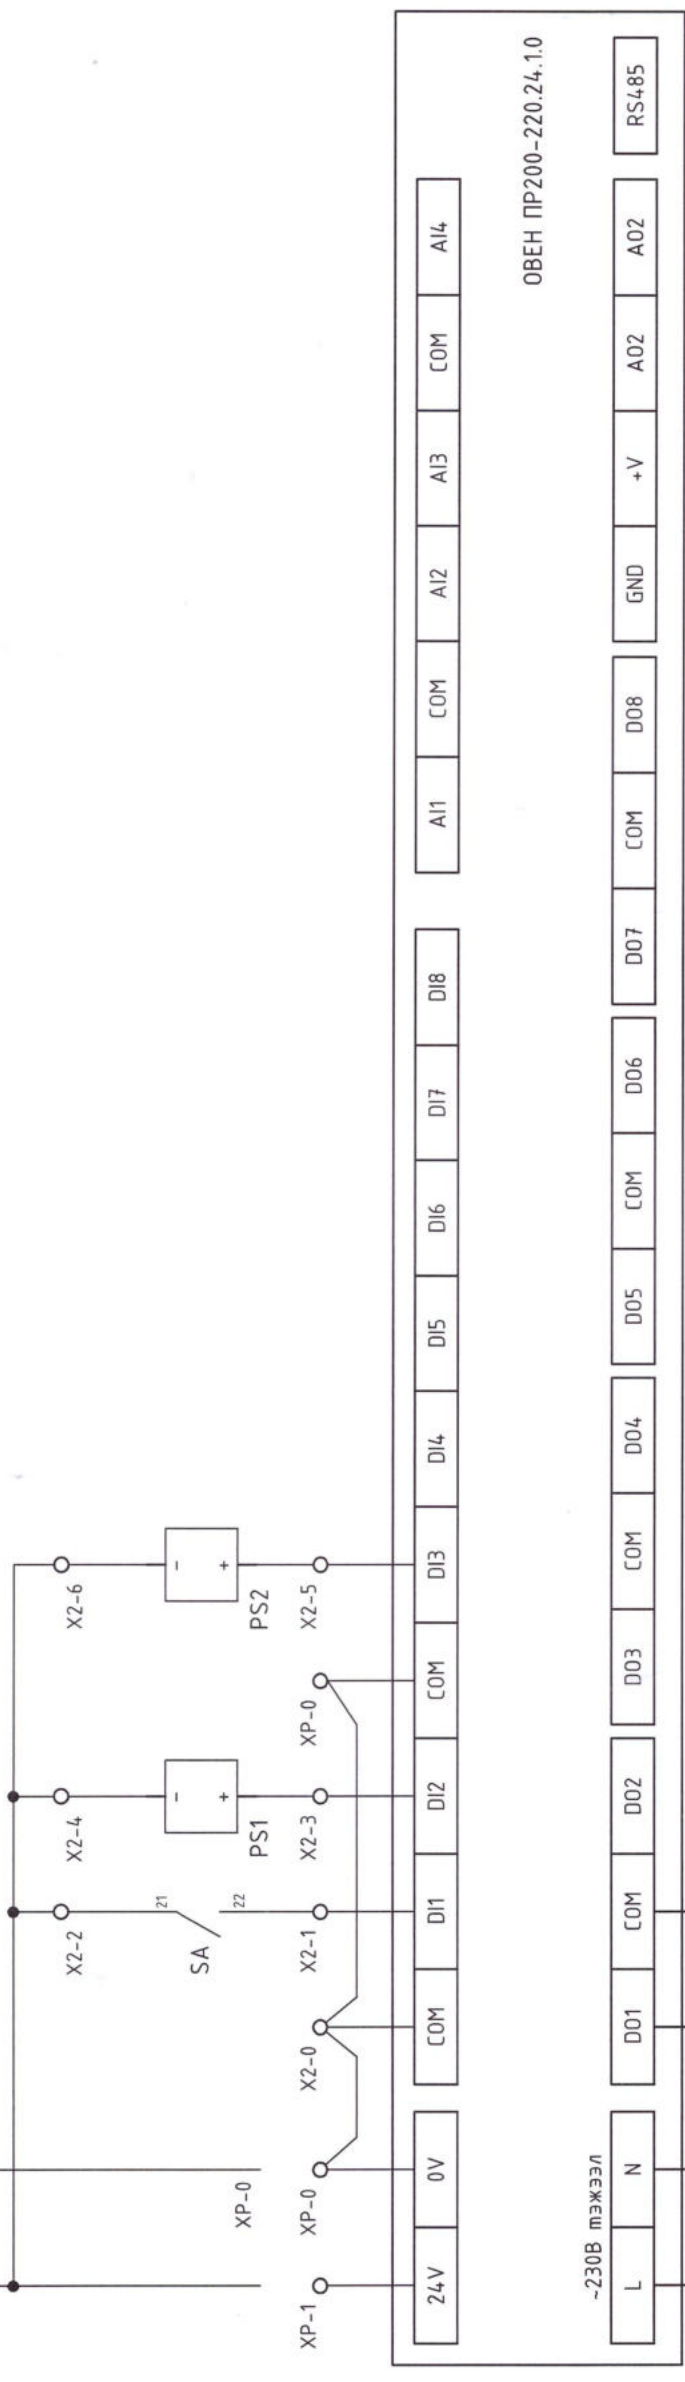 X2-2 X2-4 X2-6
21
- -
SA
+ +
22
XP-0
PS1 PS2
XP-1 XP-0 X2-0 X2-1 X2-3 XP-0 X2-5
24V 0V COM DI1 DI2 COM DI3 DI4 DI5 DI6 DI7 DI8 AI1 COM AI2 AI3 COM AI4
ОВЕН ПР200-220.24.1.0
~230В тэжээл
L N DO1 COM DO2 DO3 COM DO4 DO5 COM DO6 DO7 COM DO8 GND +V AO2 AO2 RS485